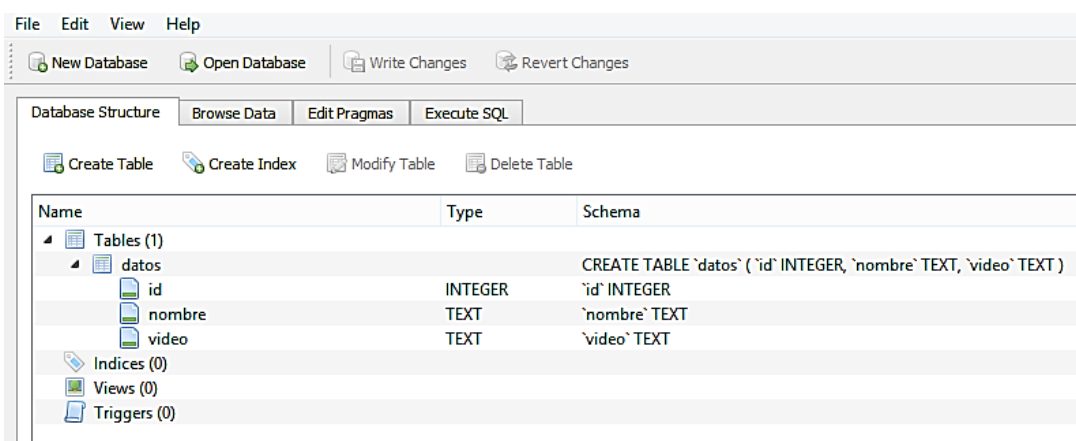 File Edit View Help
New Database Open Database Write Changes Revert Changes
Database Structure Browse Data Edit Pragmas Execute SQL
Create Table Create Index Modify Table Delete Table
Name Type Schema
Tables (1)
datos CREATE TABLE `datos` ( `id` INTEGER, `nombre` TEXT, `video` TEXT )
id INTEGER `id` INTEGER
nombre TEXT `nombre` TEXT
video TEXT `video` TEXT
Indices (0)
Views (0)
Triggers (0)